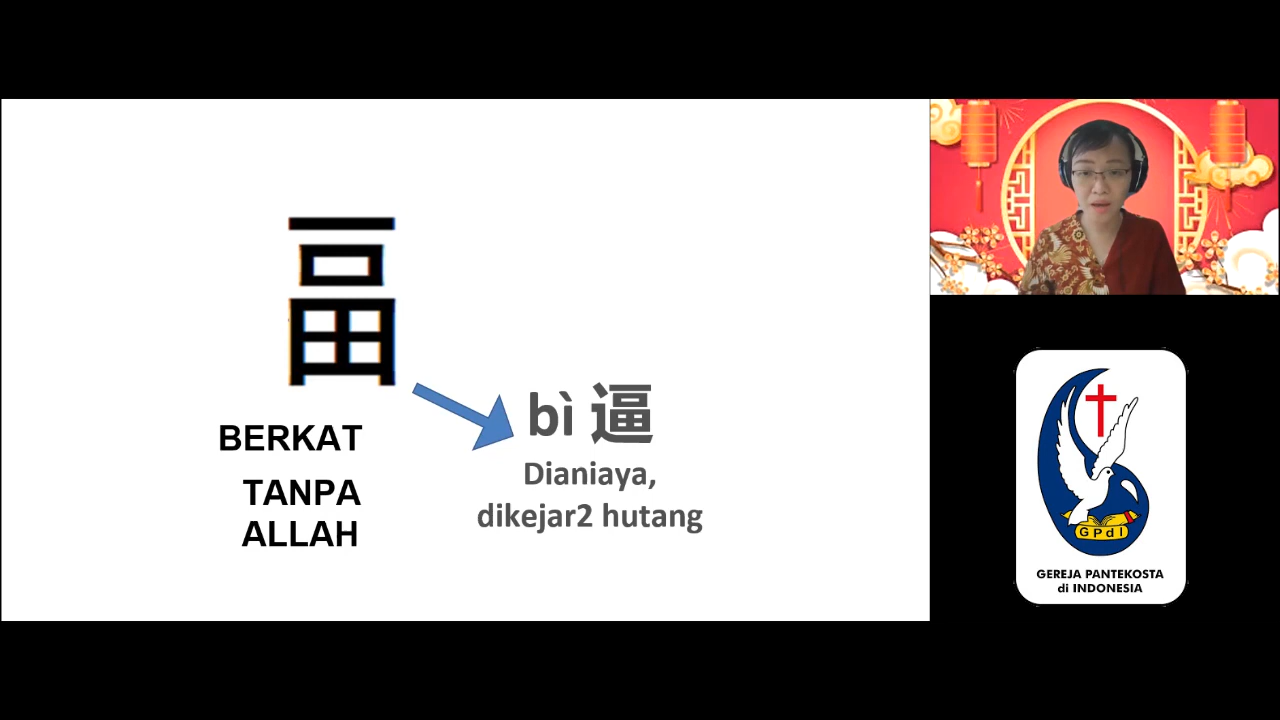 畐
BERKAT
TANPA
ALLAH
bì 逼
Dianiaya,
dikejar2 hutang
GPdI
GEREJA PANTEKOSTA
di INDONESIA